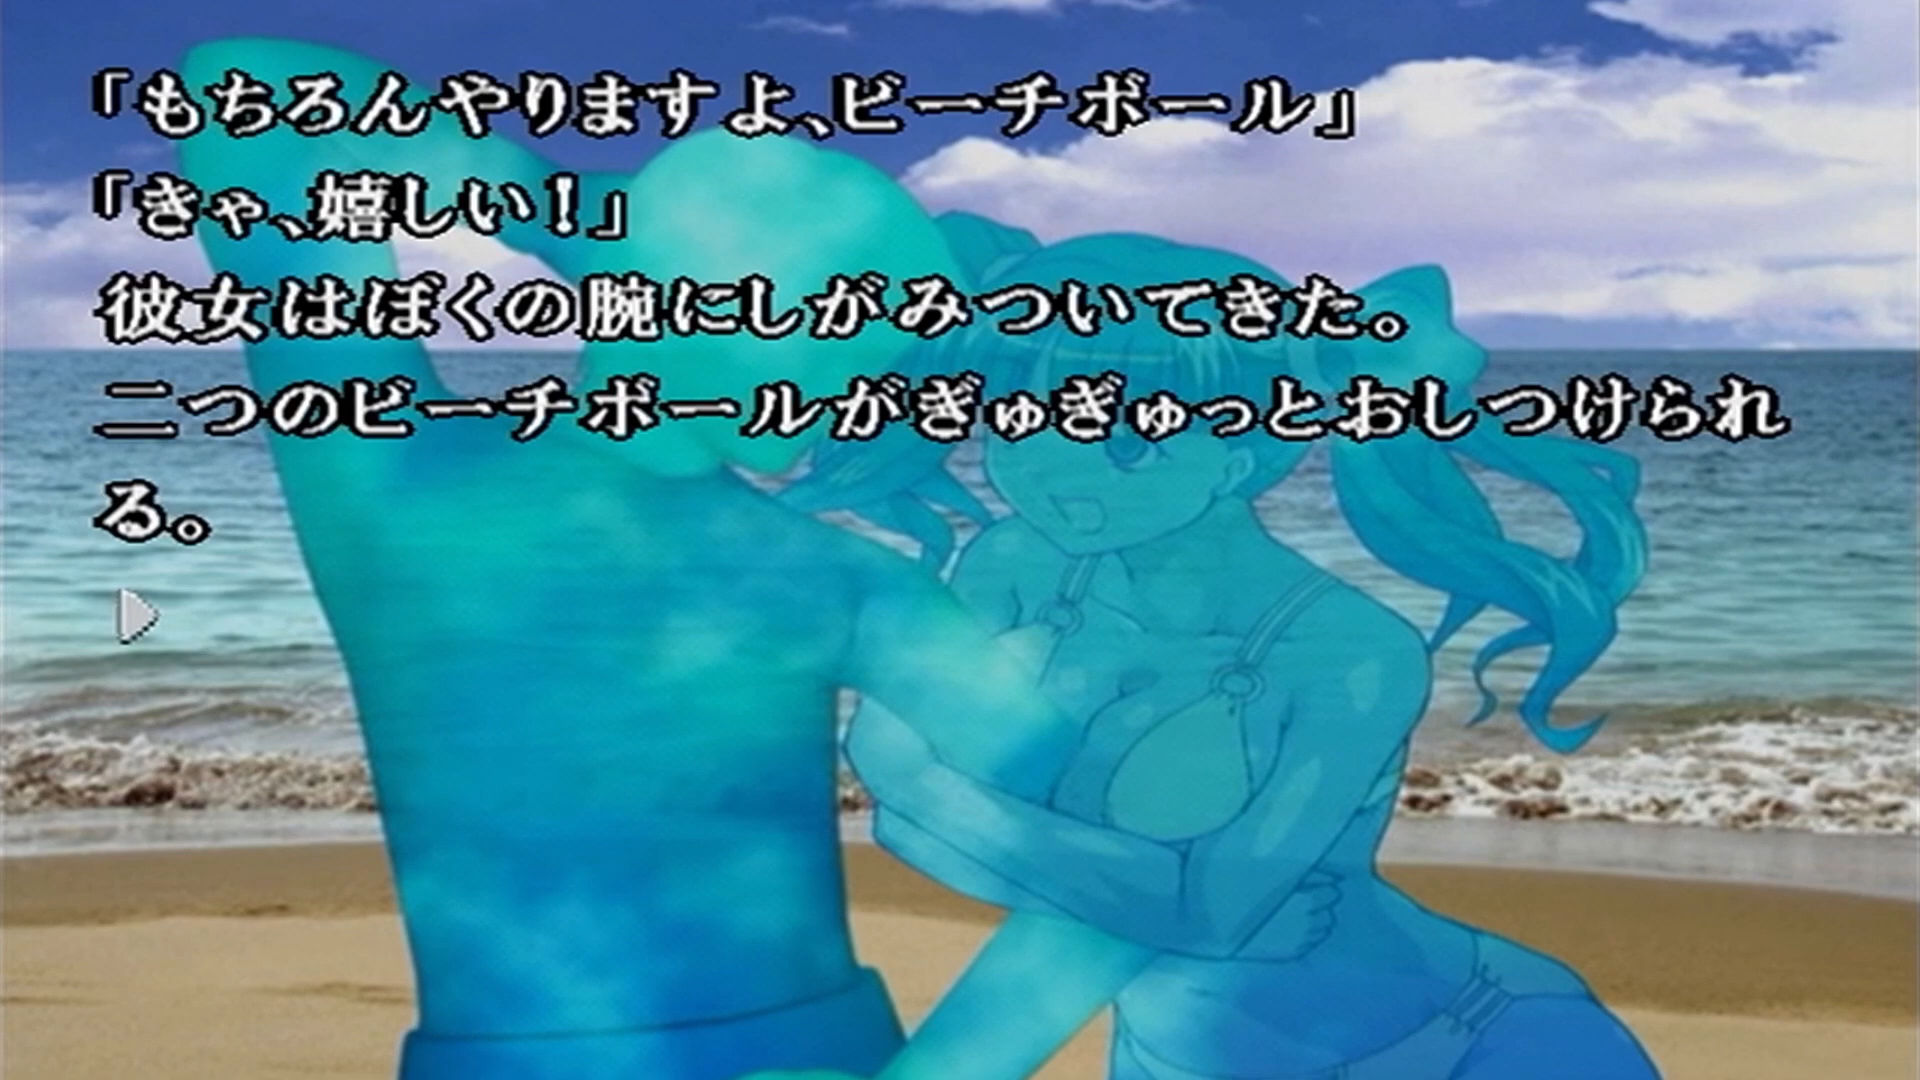 「もちろんやりますよ、ビーチボール」
「きゃ、嬉しい！」
彼女はぼくの腕にしがみついてきた。
二つのビーチボールがぎゅぎゅっとおしつけられ
る。